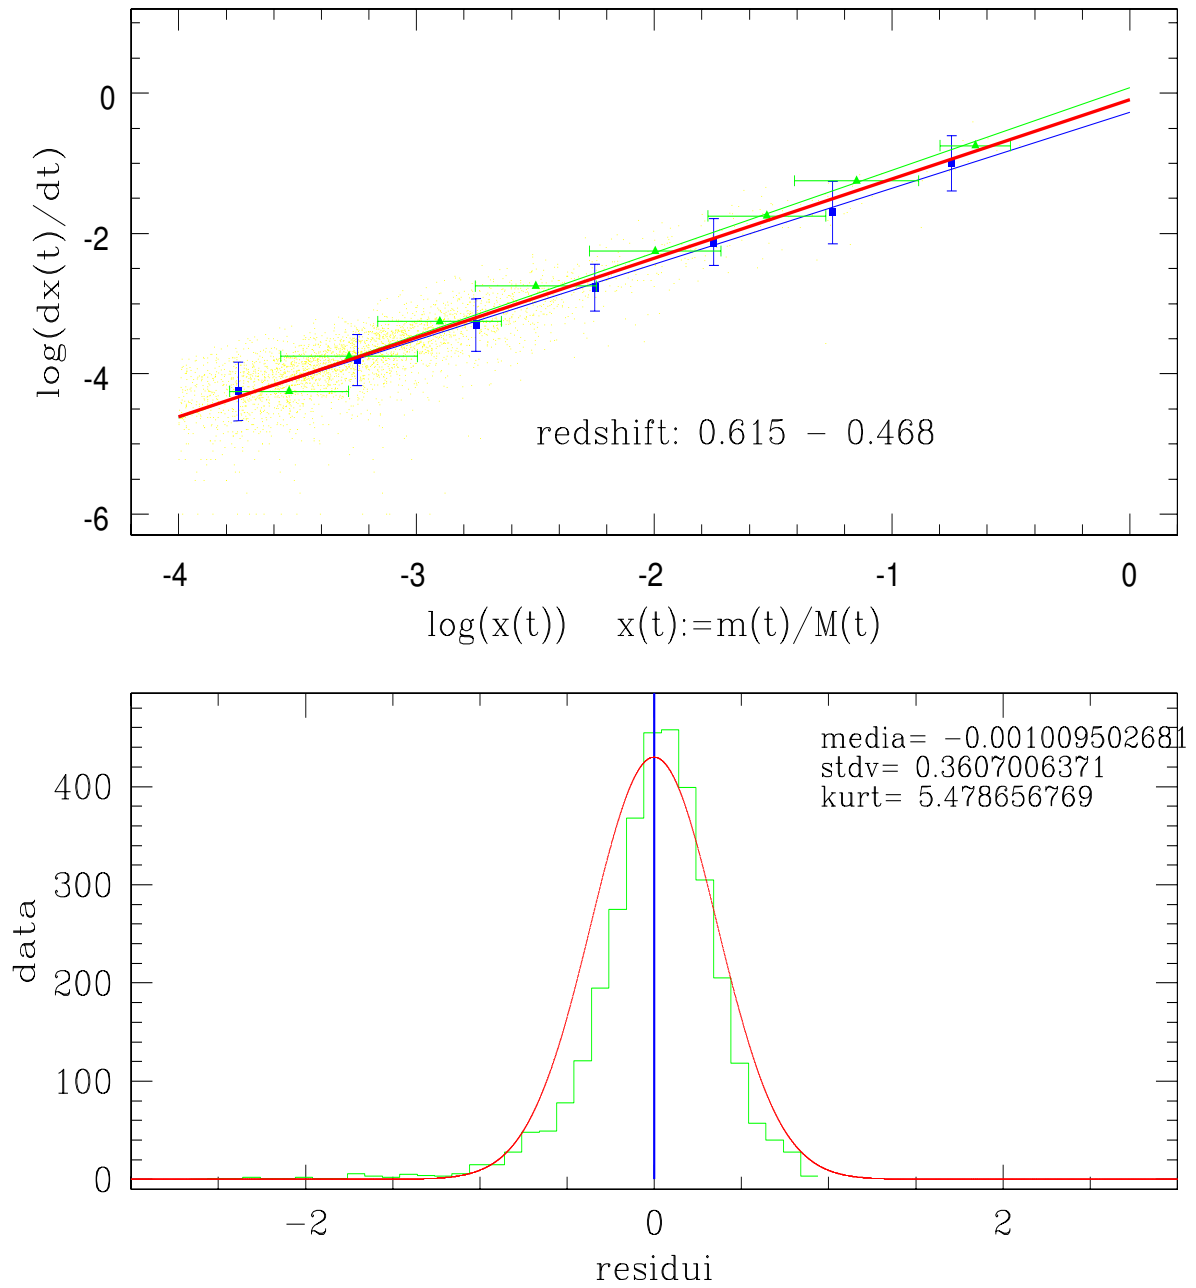 0
-2
-4
-6
log(dx(t)/dt)
redshift: 0.615 − 0.468
-4 -3 -2 -1 0
log(x(t)) x(t):=m(t)/M(t)
media= −0.001009502681
stdv= 0.3607006371
kurt= 5.478656769
400
300
200
100
0
data
−2 0 2
residui